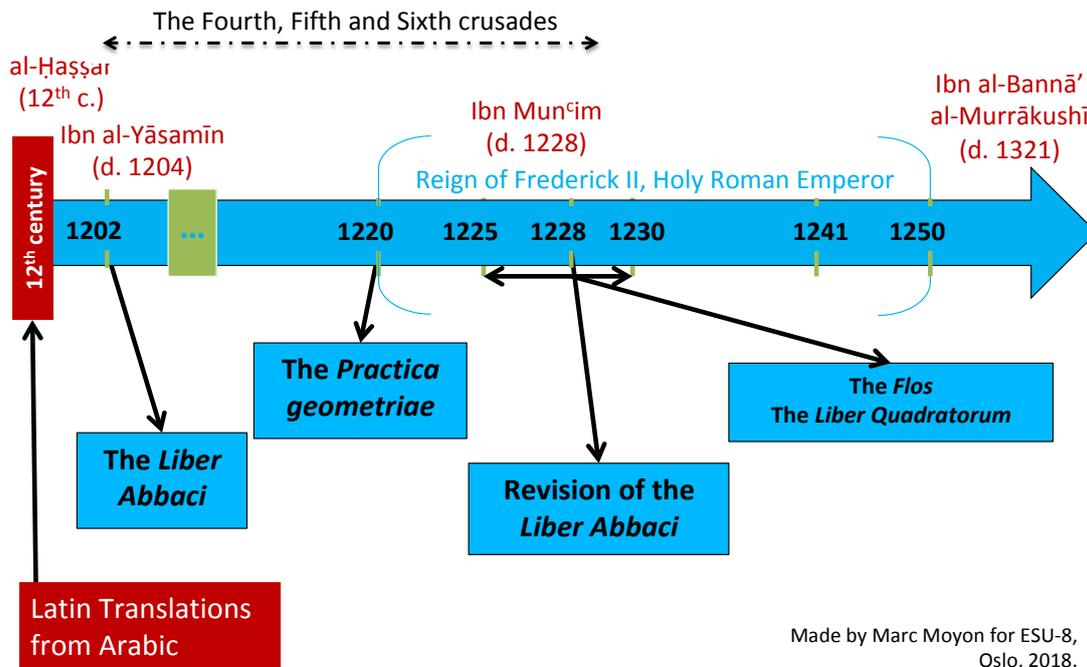 The Fourth, Fifth and Sixth crusades
al-Ḥaṣṣār
(12th c.)
Ibn al-Yāsamīn
(d. 1204)
Ibn Munᶜim
(d. 1228)
Ibn al-Bannā’
al-Murrākushī
(d. 1321)
Reign of Frederick II, Holy Roman Emperor
12th century
1202
...
1220
1225
1228
1230
1241
1250
The Practica
geometriae
The Flos
The Liber Quadratorum
The Liber
Abbaci
Revision of the
Liber Abbaci
Latin Translations
from Arabic
Made by Marc Moyon for ESU-8,
Oslo. 2018.